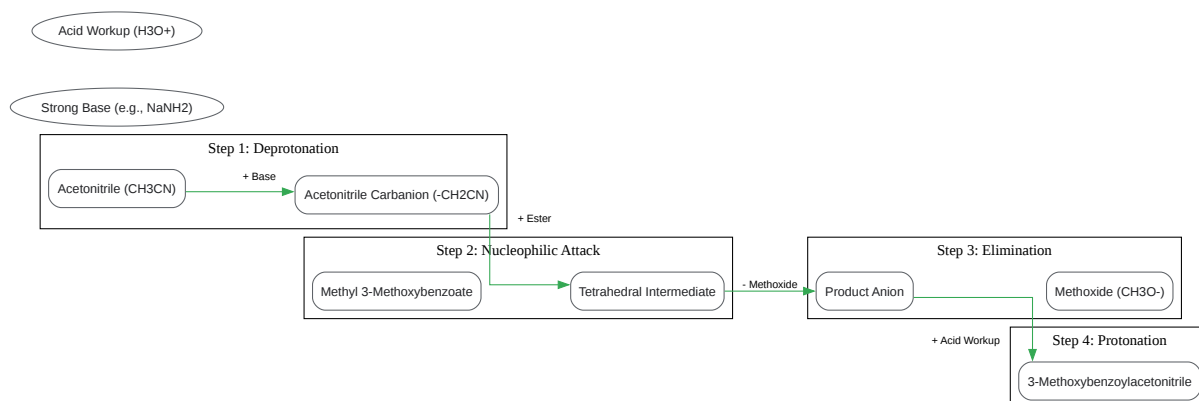 Acid Workup (H3O+)
Strong Base (e.g., NaNH2)
Step 1: Deprotonation
Acetonitrile (CH3CN)
+ Base
Acetonitrile Carbanion (-CH2CN)
+ Ester
Step 2: Nucleophilic Attack
Methyl 3-Methoxybenzoate
Tetrahedral Intermediate
- Methoxide
Step 3: Elimination
Product Anion
Methoxide (CH3O-)
+ Acid Workup
Step 4: Protonation
3-Methoxybenzoylacetonitrile